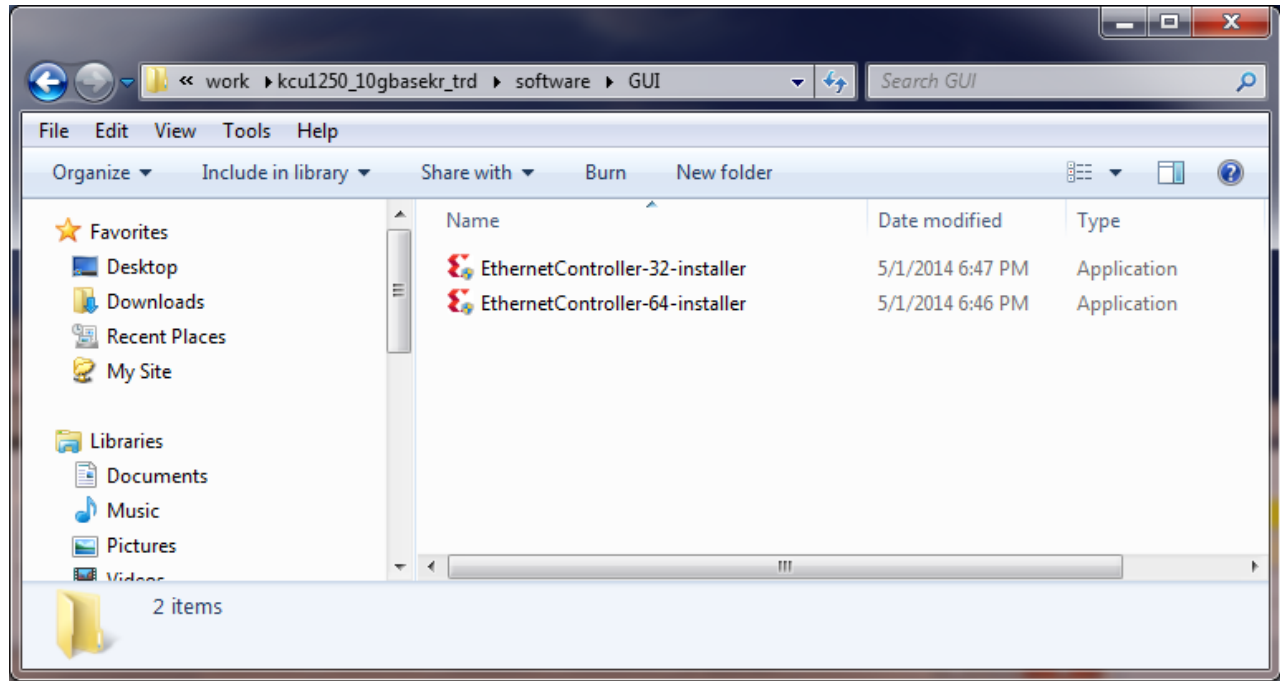 « work ▸ kcu1250_10gbasekr_trd ▸ software ▸ GUI Search GUI
File Edit View Tools Help
Organize Include in library Share with Burn New folder
Favorites
Desktop
Downloads
Recent Places
My Site
Libraries
Documents
Music
Pictures
Videos
Name Date modified Type
EthernetController-32-installer 5/1/2014 6:47 PM Application
EthernetController-64-installer 5/1/2014 6:46 PM Application
2 items